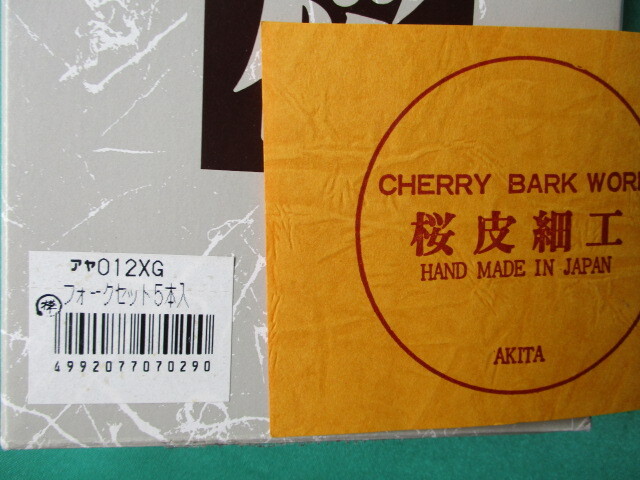 CHERRY BARK WORK
桜皮細工
HAND MADE IN JAPAN
AKITA
アヤ012XG
フォークセット5本入
4992077070290